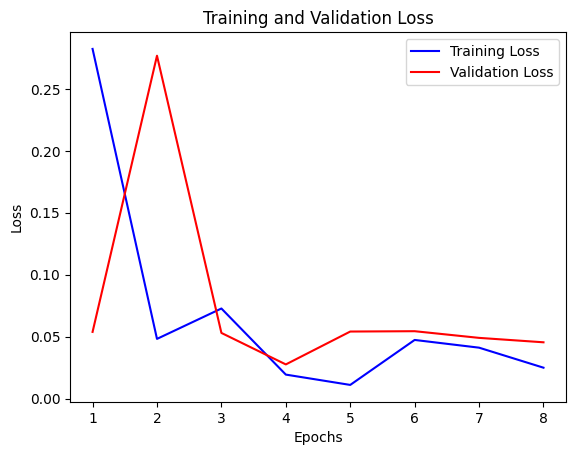 Training and Validation Loss
Training Loss
Validation Loss
0.25
0.20
0.15
0.10
0.05
0.00
Loss
1 2 3 4 5 6 7 8
Epochs